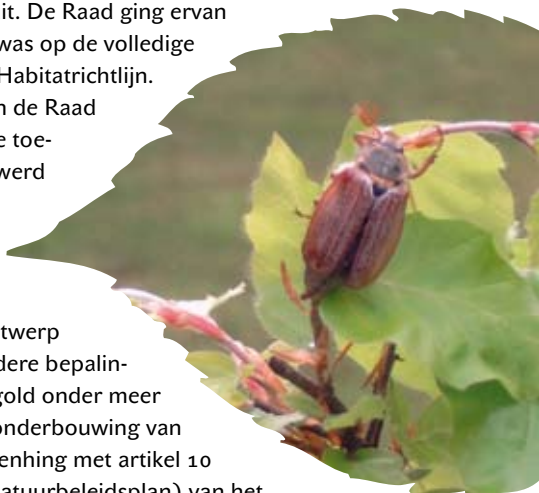 it. De Raad ging ervan
was op de volledige
Habitatrichtlijn.
de Raad
e toe-
werd
twerp
dere bepalin-
gold onder meer
onderbouwing van
enhing met artikel 10
atuurbeleidsplan) van het